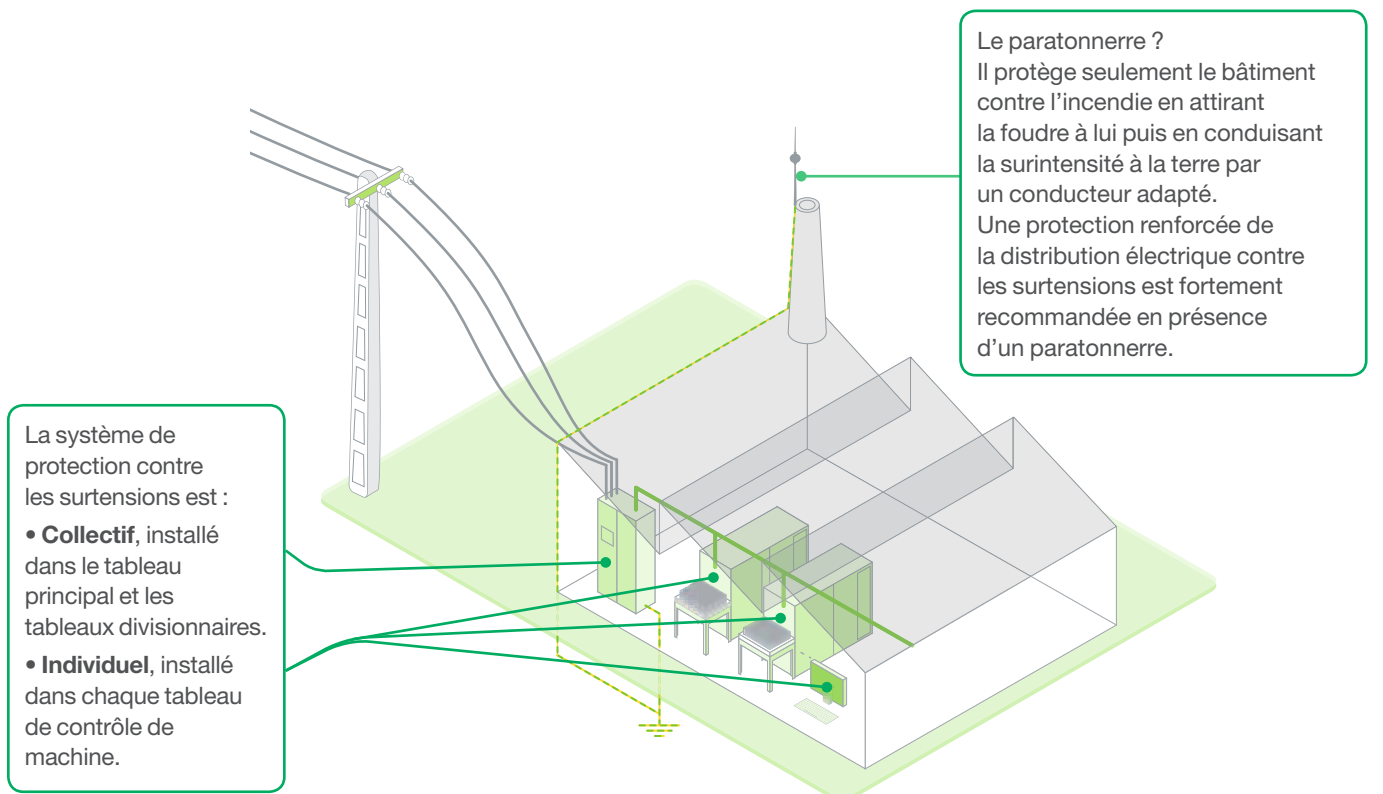 Le paratonnerre ?
Il protège seulement le bâtiment
contre l’incendie en attirant
la foudre à lui puis en conduisant
la surintensité à la terre par
un conducteur adapté.
Une protection renforcée de
la distribution électrique contre
les surtensions est fortement
recommandée en présence
d’un paratonnerre.
La système de
protection contre
les surtensions est :
• Collectif, installé
dans le tableau
principal et les
tableaux divisionnaires.
• Individuel, installé
dans chaque tableau
de contrôle de
machine.